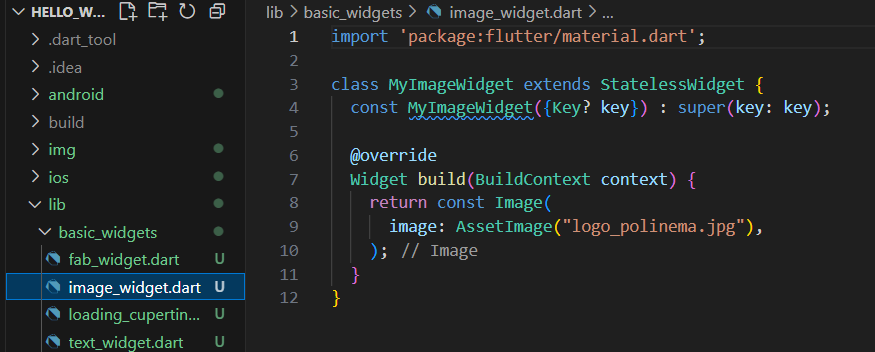 HELLO_W...
.dart_tool
.idea
android
build
img
ios
lib
basic_widgets
fab_widget.dart U
image_widget.dart U
loading_cupertin... U
text_widget.dart U
lib > basic_widgets > image_widget.dart > ...
1 import 'package:flutter/material.dart';
2
3 class MyImageWidget extends StatelessWidget {
4 const MyImageWidget({Key? key}) : super(key: key);
5
6 @override
7 Widget build(BuildContext context) {
8 return const Image(
9 image: AssetImage("logo_polinema.jpg"),
10 ); // Image
11 }
12 }